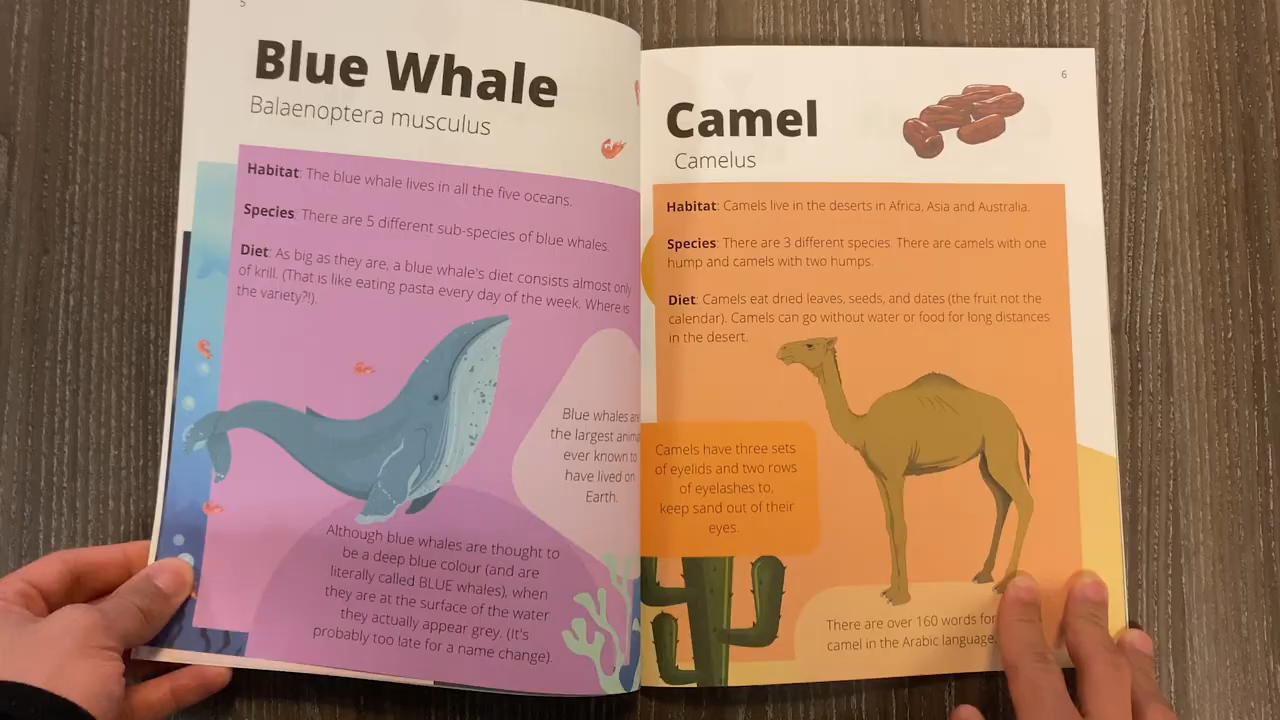 5
Blue Whale
Balaenoptera musculus
Habitat: The blue whale lives in all the five oceans.
Species: There are 5 different sub-species of blue whales.
Diet: As big as they are, a blue whale's diet consists almost only
of krill. (That is like eating pasta every day of the week. Where is
the variety?!).
Blue whales are
the largest anima
ever known to
have lived on
Earth.
Although blue whales are thought to
be a deep blue colour (and are
literally called BLUE whales), when
they are at the surface of the water
they actually appear grey. (It's
probably too late for a name change).
6
Camel
Camelus
Habitat: Camels live in the deserts in Africa, Asia and Australia.
Species: There are 3 different species. There are camels with one
hump and camels with two humps.
Diet: Camels eat dried leaves, seeds, and dates (the fruit not the
calendar). Camels can go without water or food for long distances
in the desert.
Camels have three sets
of eyelids and two rows
of eyelashes to,
keep sand out of their
eyes.
There are over 160 words for
camel in the Arabic language.